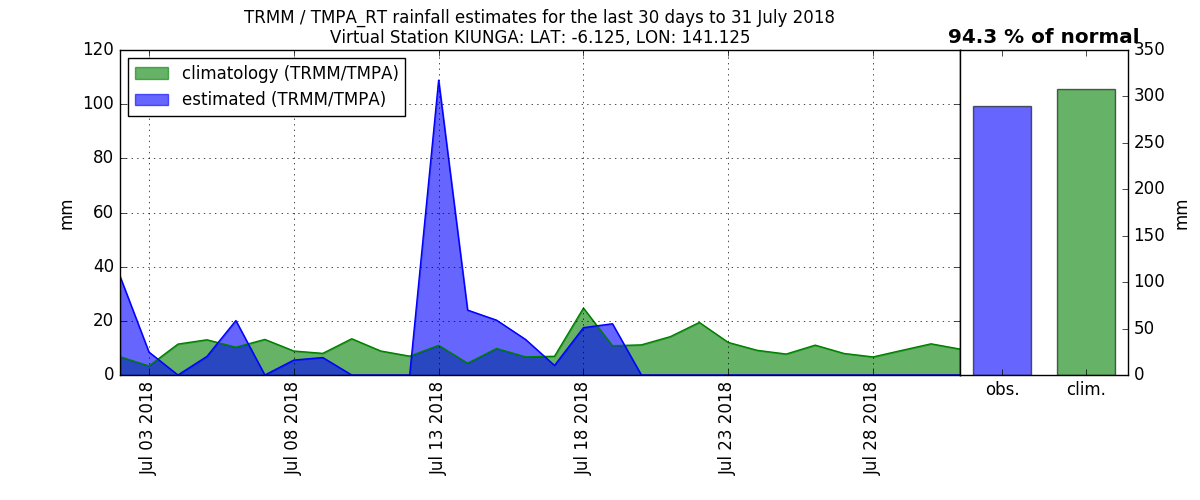 TRMM / TMPA_RT rainfall estimates for the last 30 days to 31 July 2018
Virtual Station KIUNGA: LAT: -6.125, LON: 141.125
94.3 % of normal
climatology (TRMM/TMPA)
estimated (TRMM/TMPA)
120
100
80
60
40
20
0
mm
Jul 03 2018
Jul 08 2018
Jul 13 2018
Jul 18 2018
Jul 23 2018
Jul 28 2018
350
300
250
200
150
100
50
0
mm
obs.
clim.